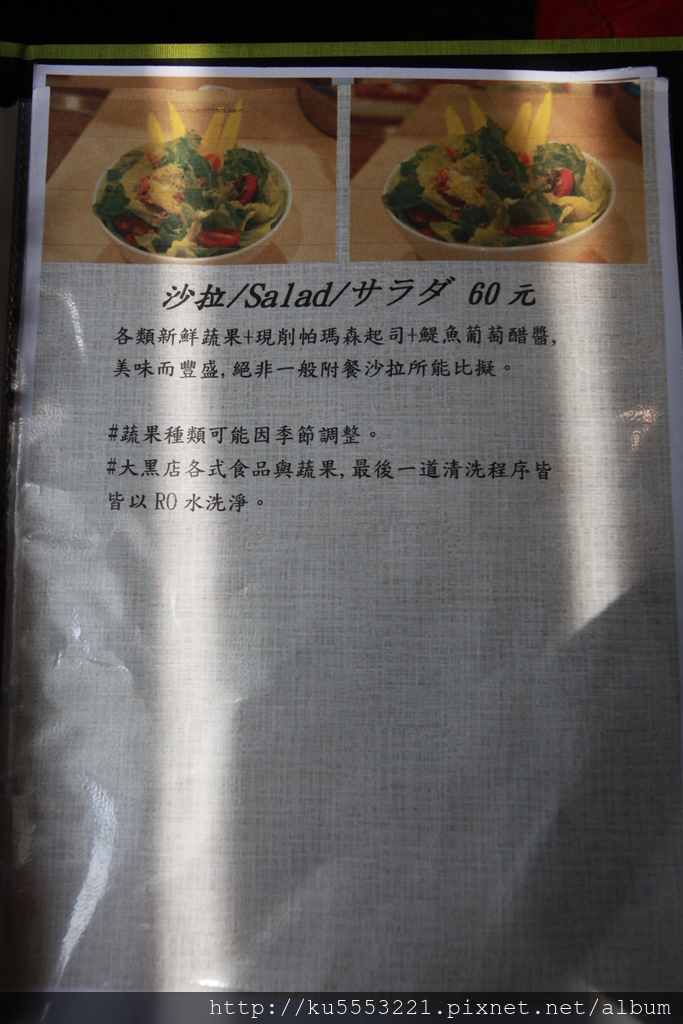 沙拉/Salad/サラダ 60 元
各類新鮮蔬果+現削帕瑪森起司+鯷魚葡萄醋醬,
美味而豐盛,絕非一般附餐沙拉所能比擬。
#蔬果種類可能因季節調整。
#大黑店各式食品與蔬果,最後一道清洗程序皆
皆以 RO 水洗淨。
http://ku5553221.pixnet.net/album